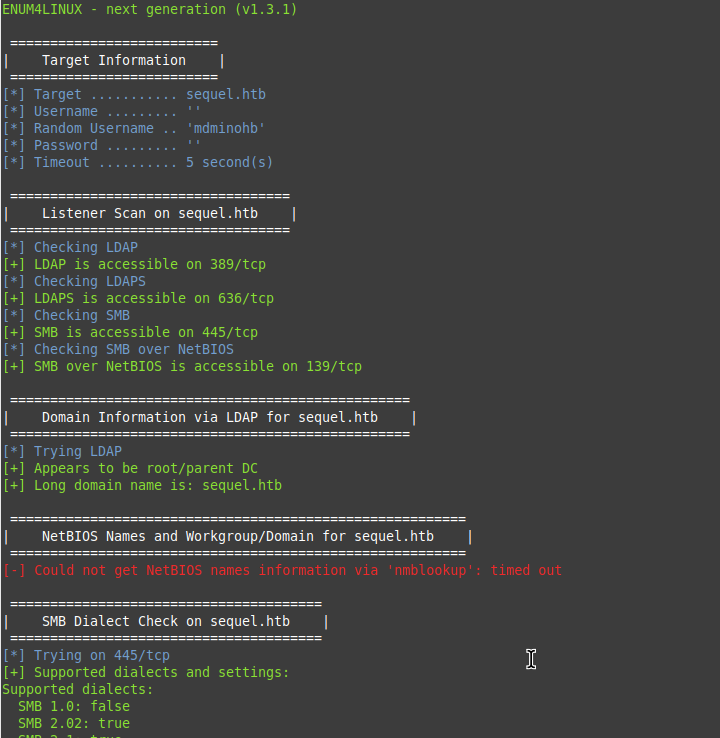 ENUM4LINUX - next generation (v1.3.1)
==========================
| Target Information |
==========================
[*] Target ........... sequel.htb
[*] Username ......... ''
[*] Random Username .. 'mdminohb'
[*] Password ......... ''
[*] Timeout .......... 5 second(s)
===================================
| Listener Scan on sequel.htb |
===================================
[*] Checking LDAP
[+] LDAP is accessible on 389/tcp
[*] Checking LDAPS
[+] LDAPS is accessible on 636/tcp
[*] Checking SMB
[+] SMB is accessible on 445/tcp
[*] Checking SMB over NetBIOS
[+] SMB over NetBIOS is accessible on 139/tcp
==================================================
| Domain Information via LDAP for sequel.htb |
==================================================
[*] Trying LDAP
[+] Appears to be root/parent DC
[+] Long domain name is: sequel.htb
=========================================================
| NetBIOS Names and Workgroup/Domain for sequel.htb |
=========================================================
[-] Could not get NetBIOS names information via 'nmblookup': timed out
=======================================
| SMB Dialect Check on sequel.htb |
=======================================
[*] Trying on 445/tcp
[+] Supported dialects and settings:
Supported dialects:
SMB 1.0: false
SMB 2.02: true